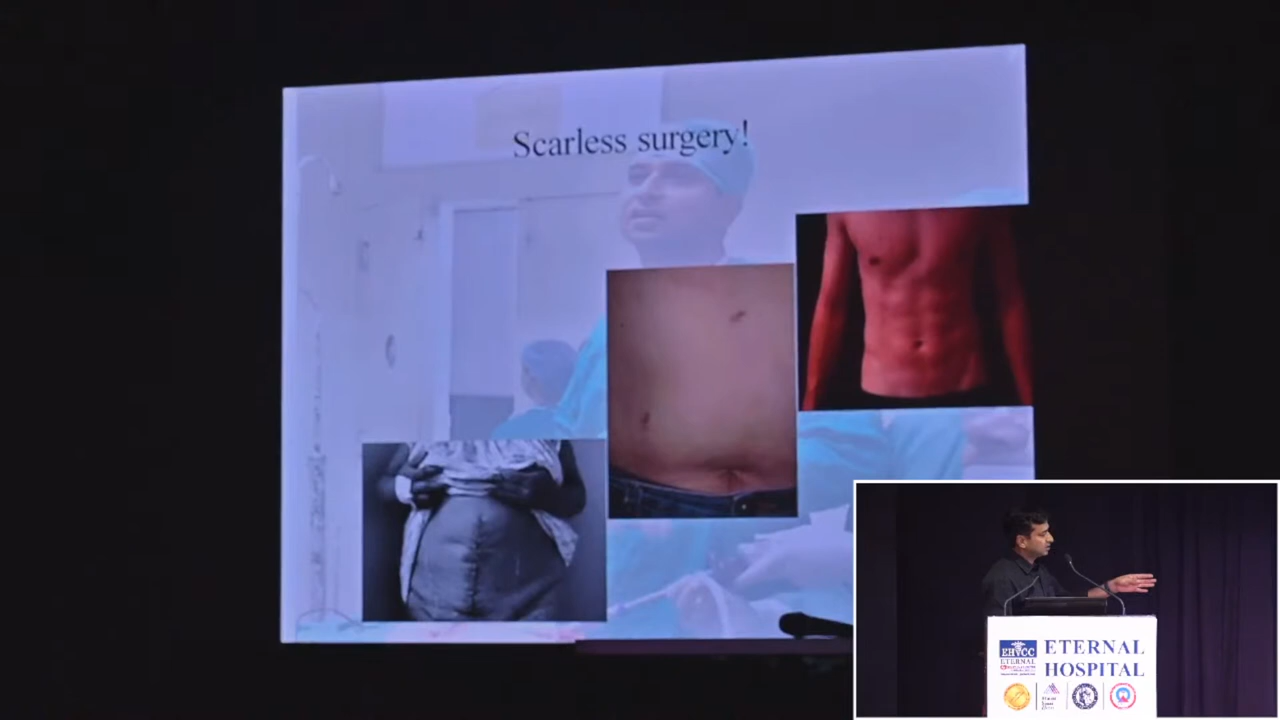 Scarless surgery!
EHCC
ETERNAL
ETERNAL
HOSPITAL